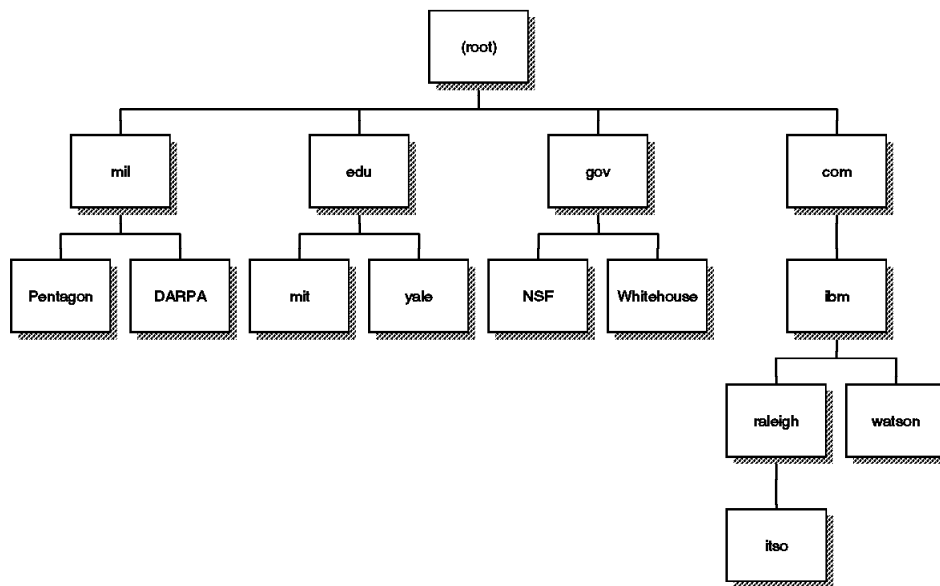 (root)
mil
edu
gov
com
Pentagon
DARPA
mit
yale
NSF
Whitehouse
ibm
raleigh
watson
itso